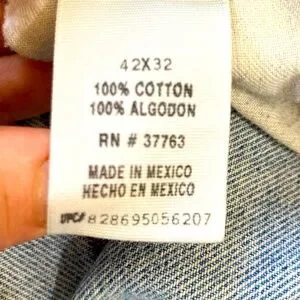 42X32
100% COTTON
100% ALGODON
RN # 37763
MADE IN MEXICO
HECHO EN MEXICO
UPC# 828695056207